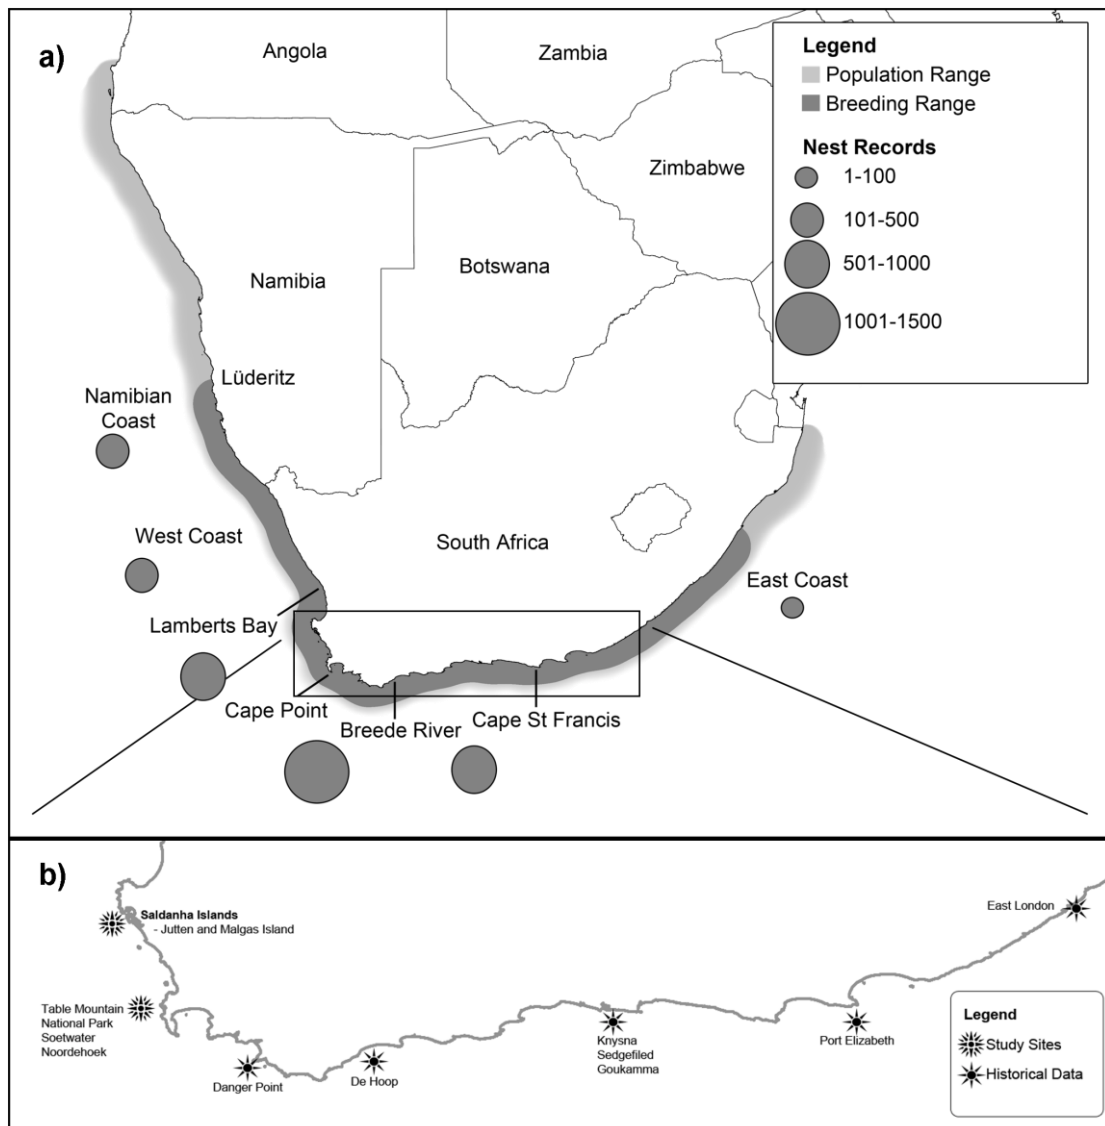 a)
Angola
Zambia
Zimbabwe
Botswana
Namibia
Lüderitz
Namibian
Coast
West Coast
South Africa
East Coast
Lamberts Bay
Cape Point
Breede River
Cape St Francis
Legend
Population Range
Breeding Range
Nest Records
1-100
101-500
501-1000
1001-1500
b)
Saldanha Islands
- Jutten and Malgas Island
Table Mountain
National Park
Soetwater
Noordehoek
Danger Point
De Hoop
Knysna
Sedgefiled
Goukamma
Port Elizabeth
East London
Legend
Study Sites
Historical Data